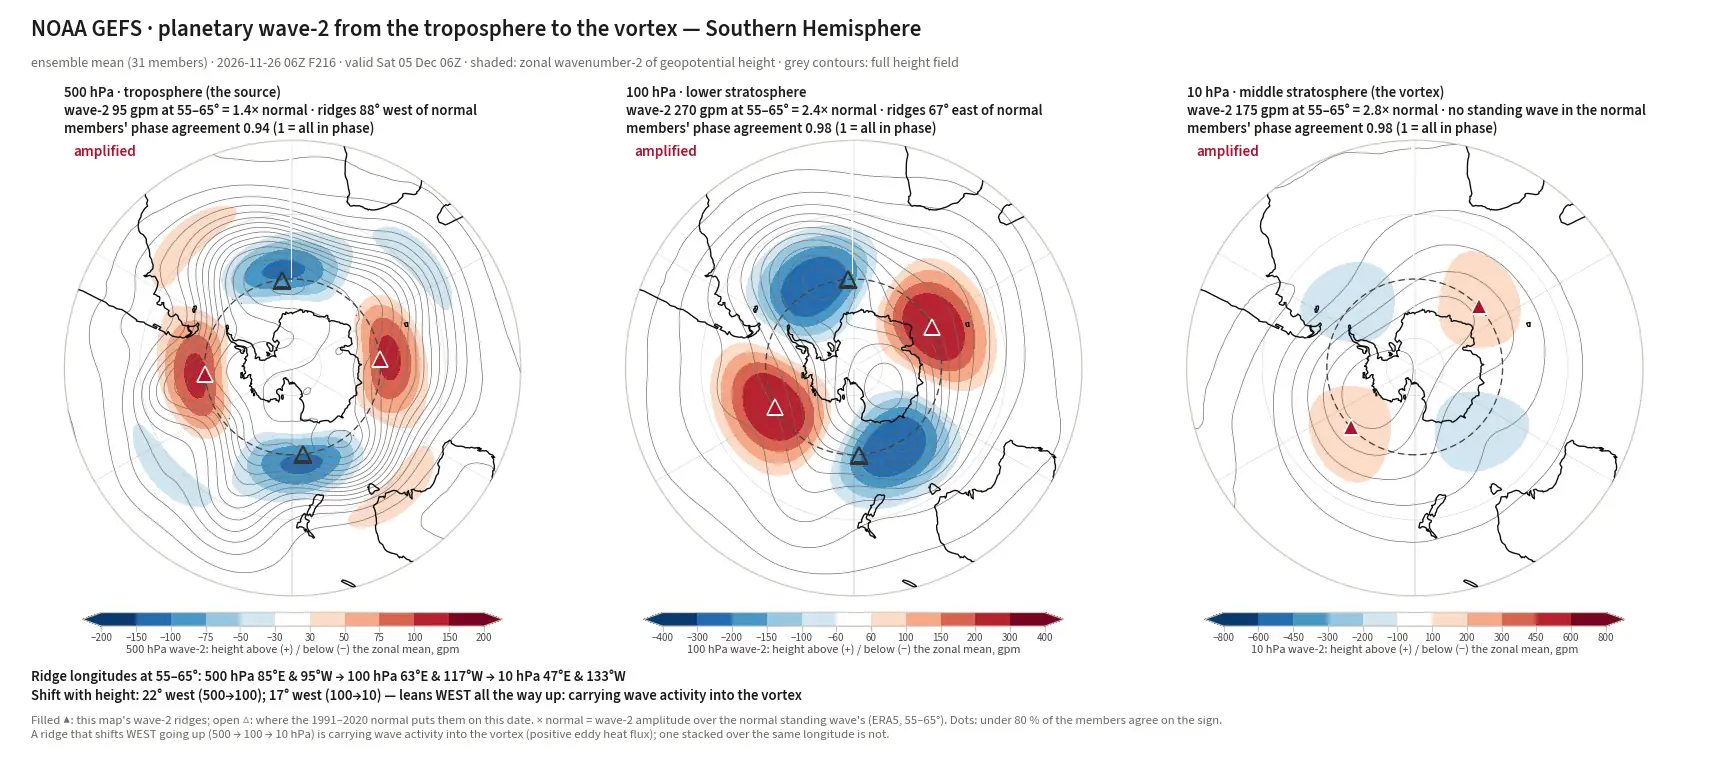 NOAA GEFS · planetary wave-2 from the troposphere to the vortex — Southern Hemisphere
ensemble mean (31 members) · 2026-11-26 06Z F216 · valid Sat 05 Dec 06Z · shaded: zonal wavenumber-2 of geopotential height · grey contours: full height field
500 hPa · troposphere (the source)
wave-2 95 gpm at 55–65° = 1.4× normal · ridges 88° west of normal
members' phase agreement 0.94 (1 = all in phase)
amplified
100 hPa · lower stratosphere
wave-2 270 gpm at 55–65° = 2.4× normal · ridges 67° east of normal
members' phase agreement 0.98 (1 = all in phase)
amplified
10 hPa · middle stratosphere (the vortex)
wave-2 175 gpm at 55–65° = 2.8× normal · no standing wave in the normal
members' phase agreement 0.98 (1 = all in phase)
amplified
−200 −150 −100 −75 −50 −30 30 50 75 100 150 200
500 hPa wave-2: height above (+) / below (−) the zonal mean, gpm
−400 −300 −200 −150 −100 −60 60 100 150 200 300 400
100 hPa wave-2: height above (+) / below (−) the zonal mean, gpm
−800 −600 −450 −300 −200 −100 100 200 300 450 600 800
10 hPa wave-2: height above (+) / below (−) the zonal mean, gpm
Ridge longitudes at 55–65°: 500 hPa 85°E & 95°W → 100 hPa 63°E & 117°W → 10 hPa 47°E & 133°W
Shift with height: 22° west (500→100); 17° west (100→10) — leans WEST all the way up: carrying wave activity into the vortex
Filled ▲: this map's wave-2 ridges; open △: where the 1991–2020 normal puts them on this date. × normal = wave-2 amplitude over the normal standing wave's (ERA5, 55–65°). Dots: under 80 % of the members agree on the sign.
A ridge that shifts WEST going up (500 → 100 → 10 hPa) is carrying wave activity into the vortex (positive eddy heat flux); one stacked over the same longitude is not.